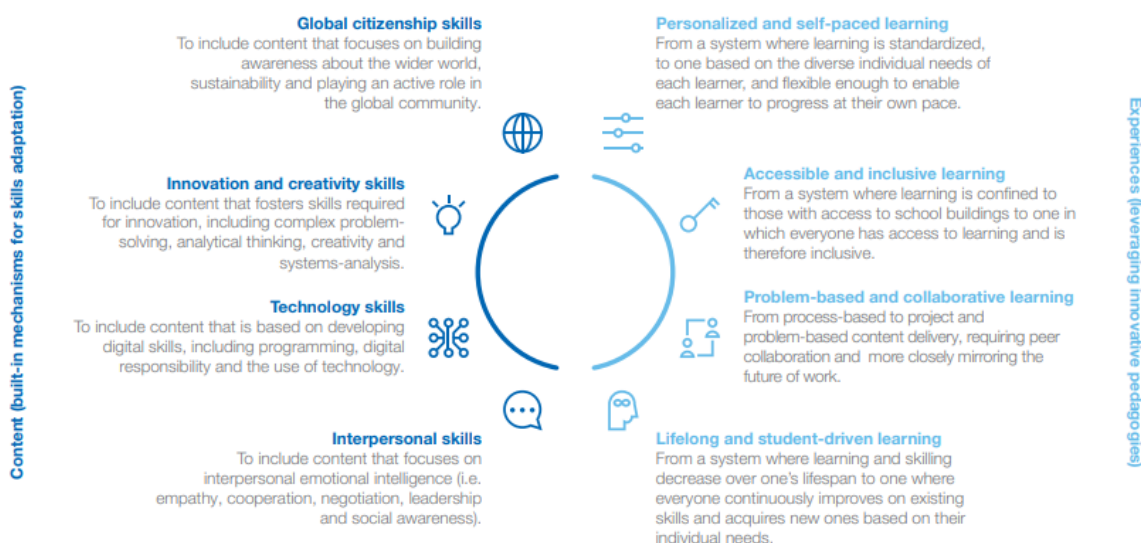 Content (built-in mechanisms for skills adaptation)
Global citizenship skills
To include content that focuses on building
awareness about the wider world,
sustainability and playing an active role in
the global community.
Innovation and creativity skills
To include content that fosters skills required
for innovation, including complex problem-
solving, analytical thinking, creativity and
systems-analysis.
Technology skills
To include content that is based on developing
digital skills, including programming, digital
responsibility and the use of technology.
Interpersonal skills
To include content that focuses on
interpersonal emotional intelligence (i.e.
empathy, cooperation, negotiation, leadership
and social awareness).
Personalized and self-paced learning
From a system where learning is standardized,
to one based on the diverse individual needs of
each learner, and flexible enough to enable
each learner to progress at their own pace.
Accessible and inclusive learning
From a system where learning is confined to
those with access to school buildings to one in
which everyone has access to learning and is
therefore inclusive.
Problem-based and collaborative learning
From process-based to project and
problem-based content delivery, requiring peer
collaboration and more closely mirroring the
future of work.
Lifelong and student-driven learning
From a system where learning and skilling
decrease over one's lifespan to one where
everyone continuously improves on existing
skills and acquires new ones based on their
individual needs.
Experiences (leveraging innovative pedagogies)